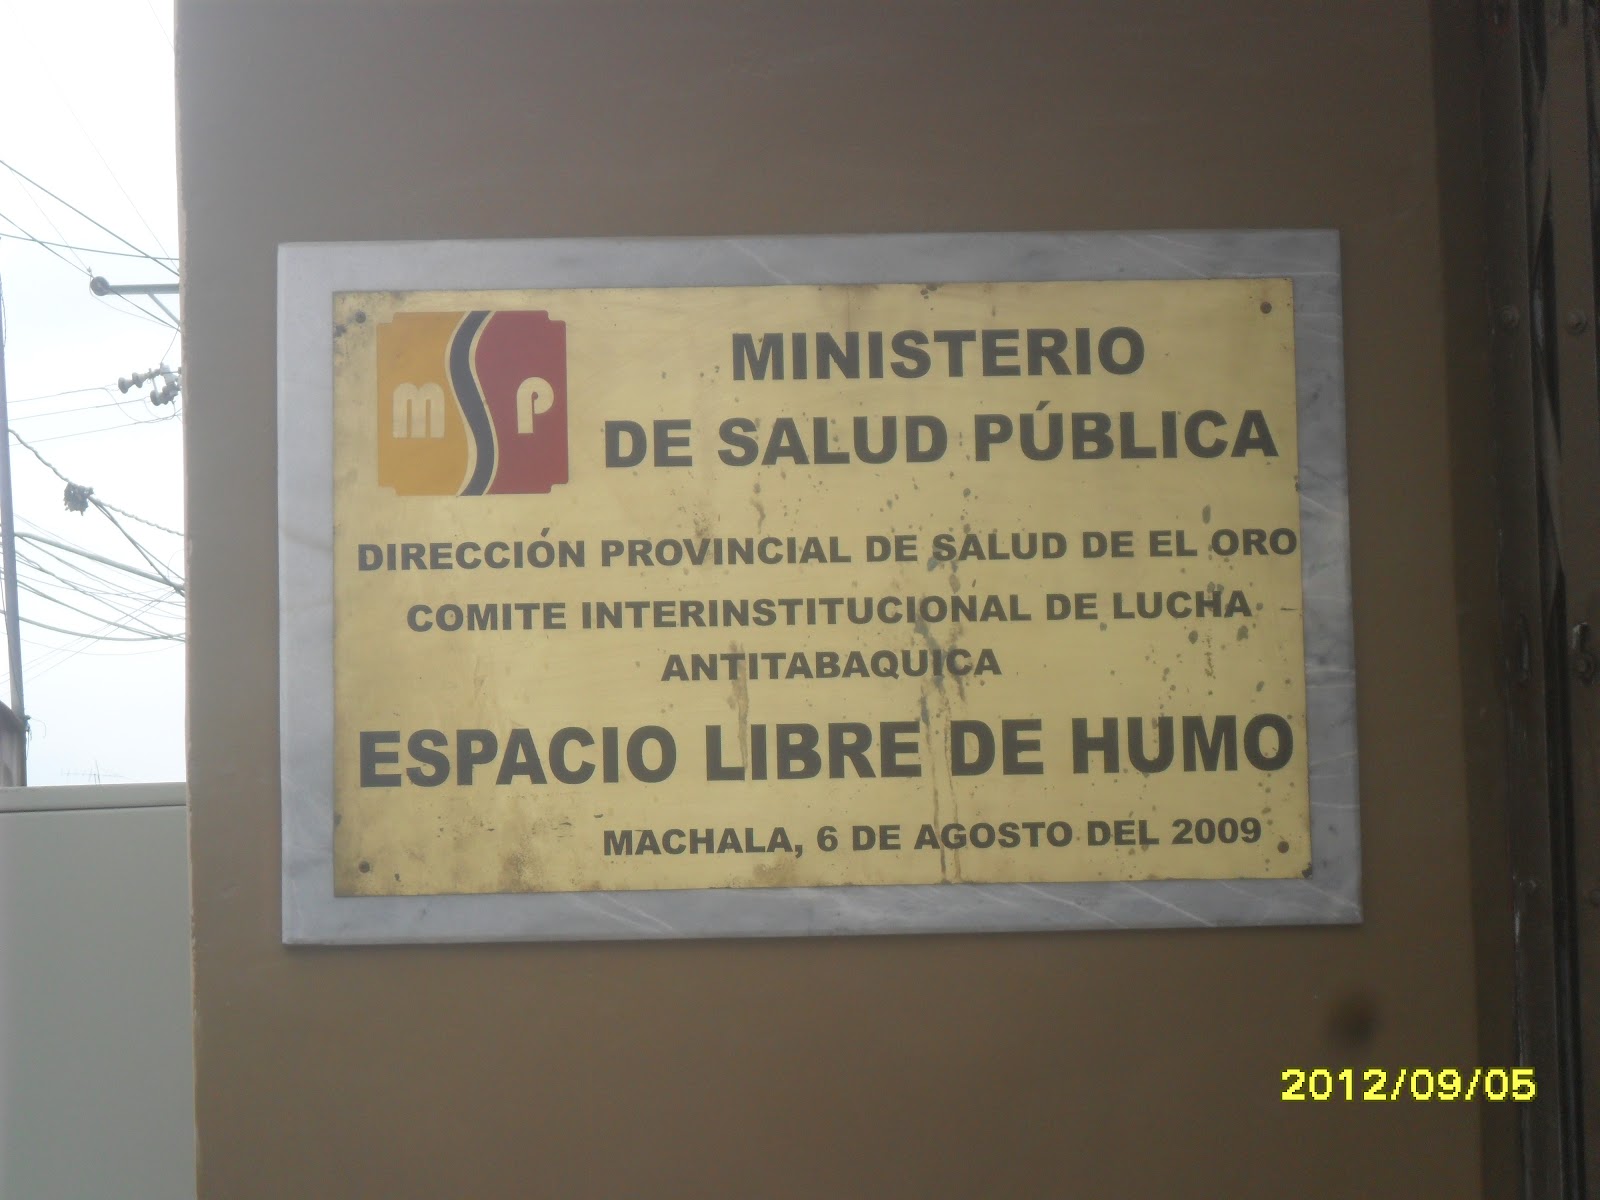 mSp
MINISTERIO
DE SALUD PÚBLICA
DIRECCIÓN PROVINCIAL DE SALUD DE EL ORO
COMITE INTERINSTITUCIONAL DE LUCHA
ANTITABAQUICA
ESPACIO LIBRE DE HUMO
MACHALA, 6 DE AGOSTO DEL 2009
2012/09/05